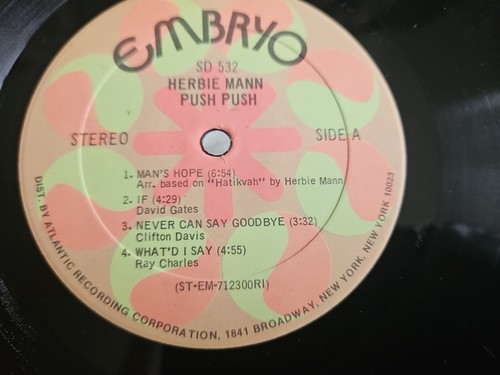 EMBRYO
SD 532
HERBIE MANN
PUSH PUSH
STEREO
SIDE A
1. MAN'S HOPE (6:54)
Arr. based on "Hatikvah" by Herbie Mann
2. IF (4:29)
David Gates
3. NEVER CAN SAY GOODBYE (3:32)
Clifton Davis
4. WHAT'D I SAY (4:55)
Ray Charles
(ST-EM-712300RI)
DIST. BY ATLANTIC RECORDING CORPORATION, 1841 BROADWAY, NEW YORK, NEW YORK 10023